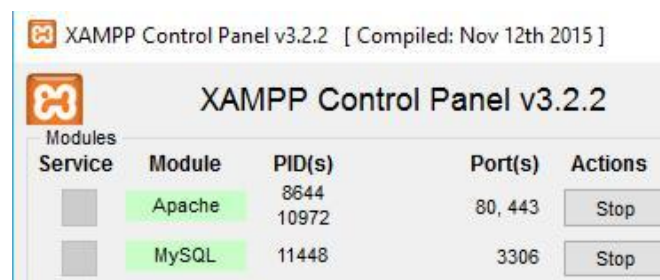 XAMPP Control Panel v3.2.2 [ Compiled: Nov 12th 2015 ]
XAMPP Control Panel v3.2.2
Modules
Service Module PID(s) Port(s) Actions
Apache 8644 10972 80, 443 Stop
MySQL 11448 3306 Stop